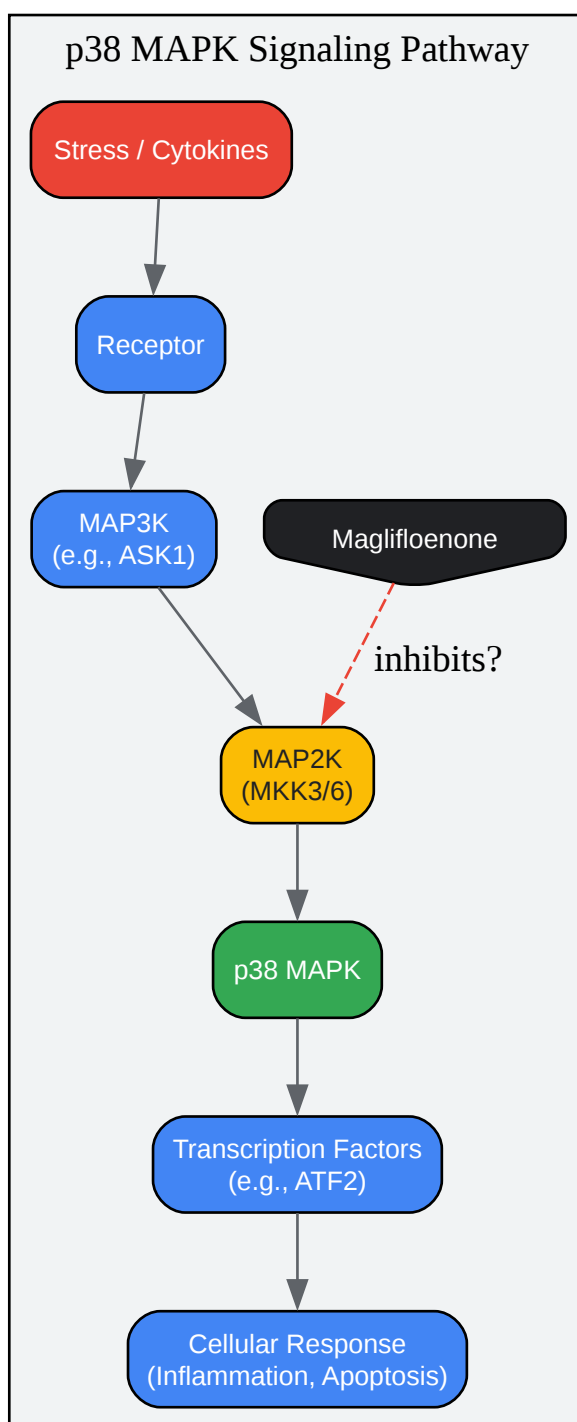 p38 MAPK Signaling Pathway
Stress / Cytokines
Receptor
MAP3K
(e.g., ASK1)
Maglifloenone
inhibits?
MAP2K
(MKK3/6)
p38 MAPK
Transcription Factors
(e.g., ATF2)
Cellular Response
(Inflammation, Apoptosis)